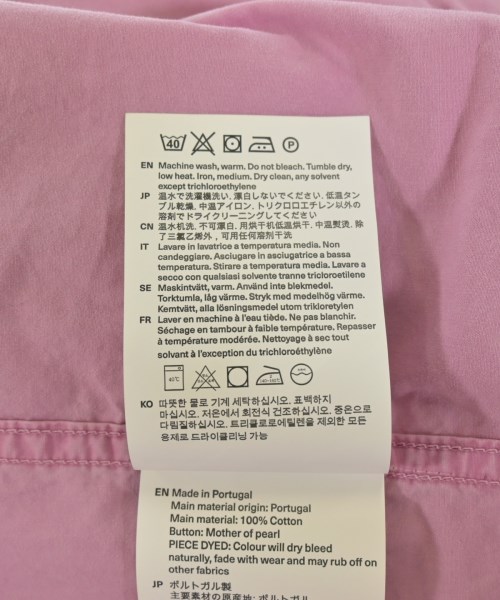 40 P
EN Machine wash, warm. Do not bleach. Tumble dry,
low heat. Iron, medium. Dry clean, any solvent
except trichloroethylene
JP 温水で洗濯機洗い, 漂白しないでください. 低温タン
ブル乾燥. 中温アイロン. トリクロロエチレン以外の
溶剤でドライクリーニングしてください
CN 温水机洗. 不可漂白. 用烘干机低温烘干. 中温熨烫. 除
了三氯乙烯外, 可用任何溶剂干洗
IT Lavare in lavatrice a temperatura media. Non
candeggiare. Asciugare in asciugatrice a bassa
temperatura. Stirare a temperatura media. Lavare a
secco con qualsiasi solvente tranne tricloroetilene
SE Maskintvätt, varm. Använd inte blekmedel.
Torktumla, låg värme. Stryk med medelhög värme.
Kemtvätt, alla lösningsmedel utom trikloretylen
FR Laver en machine à l'eau tiède. Ne pas blanchir.
Séchage en tambour à faible température. Repasser
à température modérée. Nettoyage à sec tout
solvant à l'exception du trichloroéthylène
KO 따뜻한 물로 기계 세탁하십시오. 표백하지
마십시오. 저온에서 회전식 건조하십시오. 중온으로
다림질하십시오. 트리클로로에틸렌을 제외한 모든
용제로 드라이클리닝 가능
EN Made in Portugal
Main material origin: Portugal
Main material: 100% Cotton
Button: Mother of pearl
PIECE DYED: Colour will dry bleed
naturally, fade with wear and may rub off on
other fabrics
JP ポルトガル製
主要素材の原産地: ポルトガル